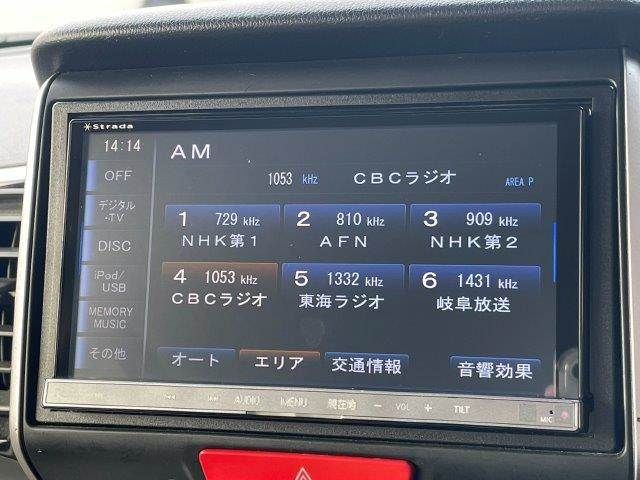 Strada
14:14
AM
1053 kHz CBCラジオ AREA P
OFF
デジタル
-TV
DISC
iPod/
USB
MEMORY
MUSIC
その他
1 729 kHz
NHK第1
2 810 kHz
AFN
3 909 kHz
NHK第2
4 1053 kHz
CBCラジオ
5 1332 kHz
東海ラジオ
6 1431 kHz
岐阜放送
オート エリア 交通情報 音響効果
AUDIO MENU 現在地 − VOL + TILT
MIC